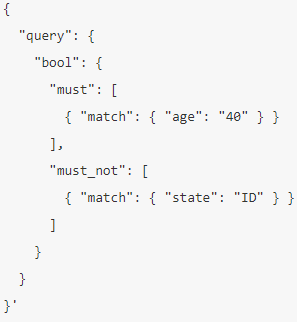 {
  "query": {
    "bool": {
      "must": [
        { "match": { "age": "40" } }
      ],
      "must_not": [
        { "match": { "state": "ID" } }
      ]
    }
  }
}'